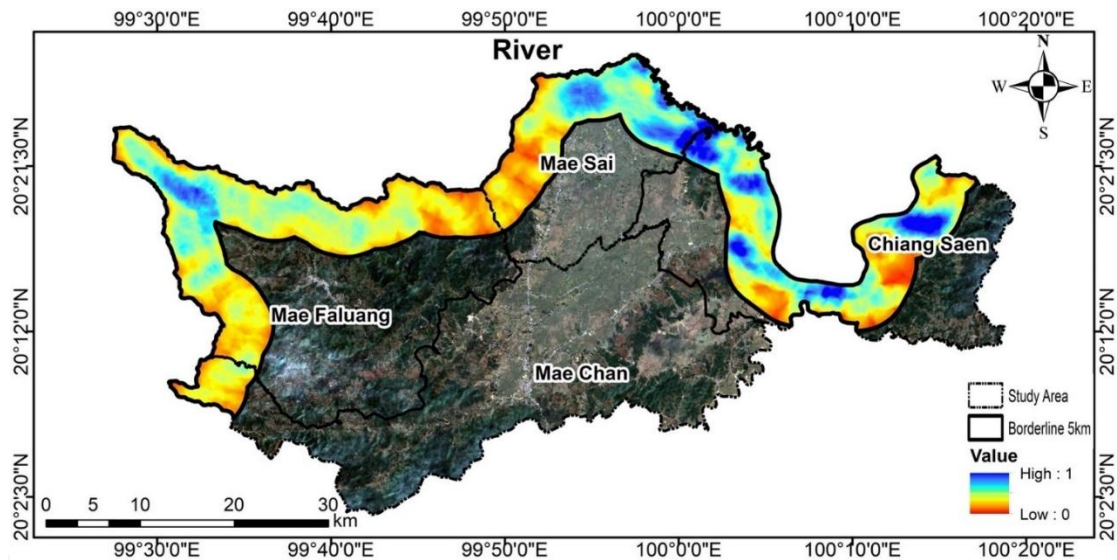 99°30'0"E 99°40'0"E 99°50'0"E 100°0'0"E 100°10'0"E 100°20'0"E
River
N
W E
S
20°21'30"N 20°21'30"N
Mae Sai
Chiang Saen
Mae Faluang
20°12'0"N 20°12'0"N
Mae Chan
Study Area
Borderline 5km
Value
High : 1
Low : 0
20°2'30"N 20°2'30"N
0 5 10 20 30
km
99°30'0"E 99°40'0"E 99°50'0"E 100°0'0"E 100°10'0"E 100°20'0"E